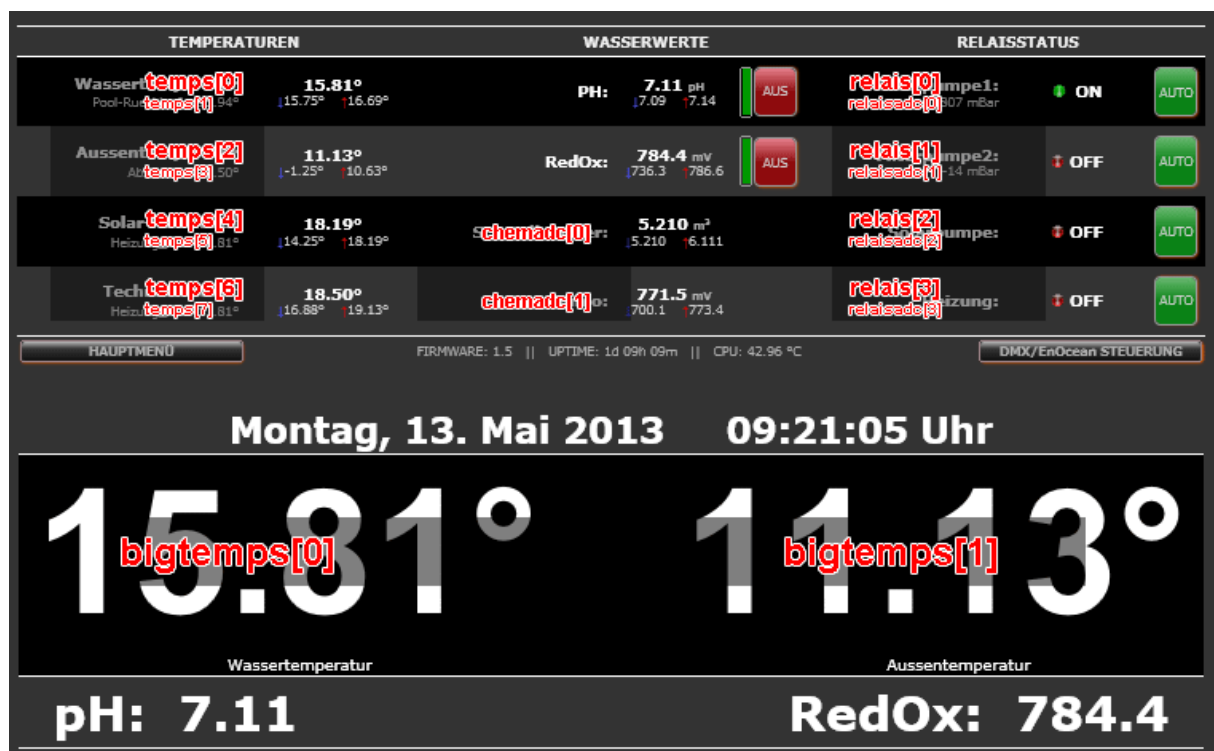 TEMPERATUREN WASSERWERTE RELAISSTATUS
temps[0] 15.81° PH: 7.11 pH AUS relais[0] ON AUTO
temps[1] ↓15.75° ↑16.69° ↓7.09 ↑7.14 relaisadc[0] mBar
temps[2] 11.13° RedOx: 784.4 mV AUS relais[1] OFF AUTO
temps[3] ↓-1.25° ↑10.63° ↓736.3 ↑786.6 relaisadc[1] -14 mBar
temps[4] 18.19° chemadc[0] 5.210 m³ relais[2] OFF AUTO
temps[5] ↓14.25° ↑18.19° ↓5.210 ↑6.111 relaisadc[2]
temps[6] 18.50° chemadc[1] 771.5 mV relais[3] OFF AUTO
temps[7] ↓16.88° ↑19.13° ↓700.1 ↑773.4 relaisadc[3]
HAUPTMENÜ FIRMWARE: 1.5 || UPTIME: 1d 09h 09m || CPU: 42.96 °C DMX/EnOcean STEUERUNG
Montag, 13. Mai 2013 09:21:05 Uhr
15.81° 11.13°
bigtemps[0] bigtemps[1]
Wassertemperatur Aussentemperatur
pH: 7.11 RedOx: 784.4